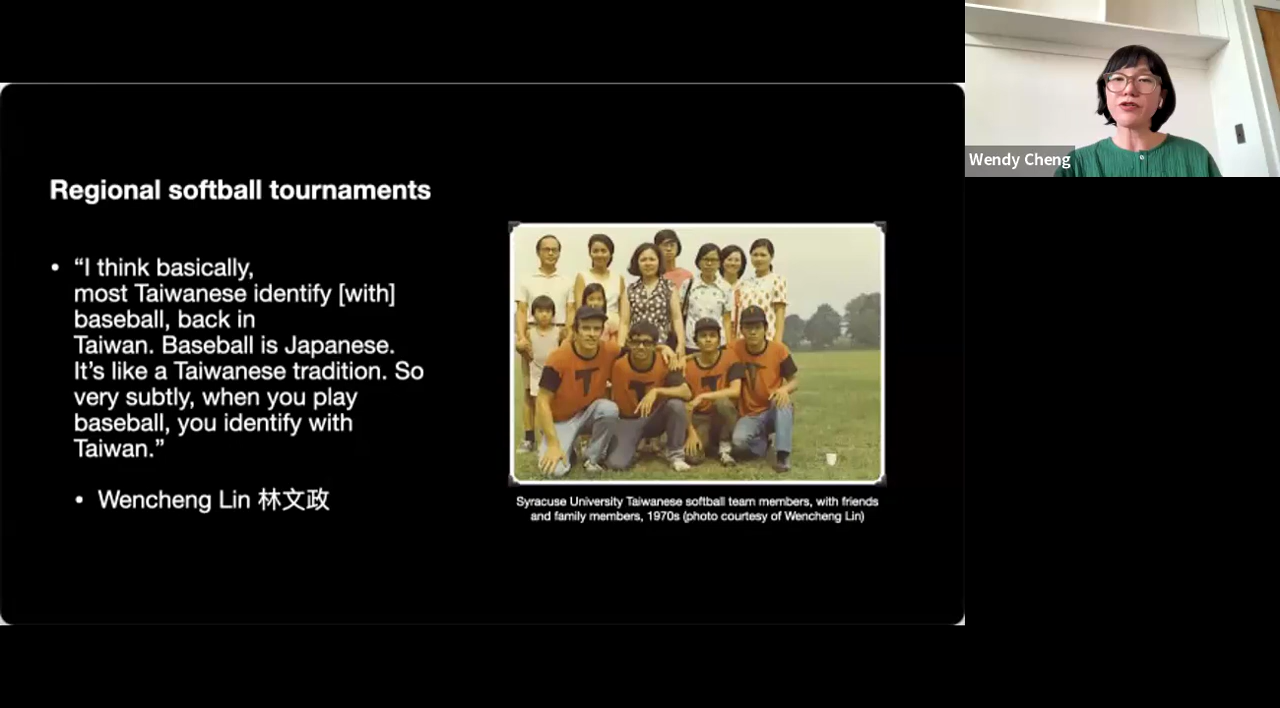 Wendy Cheng
Regional softball tournaments
• “I think basically,
most Taiwanese identify [with]
baseball, back in
Taiwan. Baseball is Japanese.
It’s like a Taiwanese tradition. So
very subtly, when you play
baseball, you identify with
Taiwan.”
• Wencheng Lin 林文政
T T T T
Syracuse University Taiwanese softball team members, with friends
and family members, 1970s (photo courtesy of Wencheng Lin)